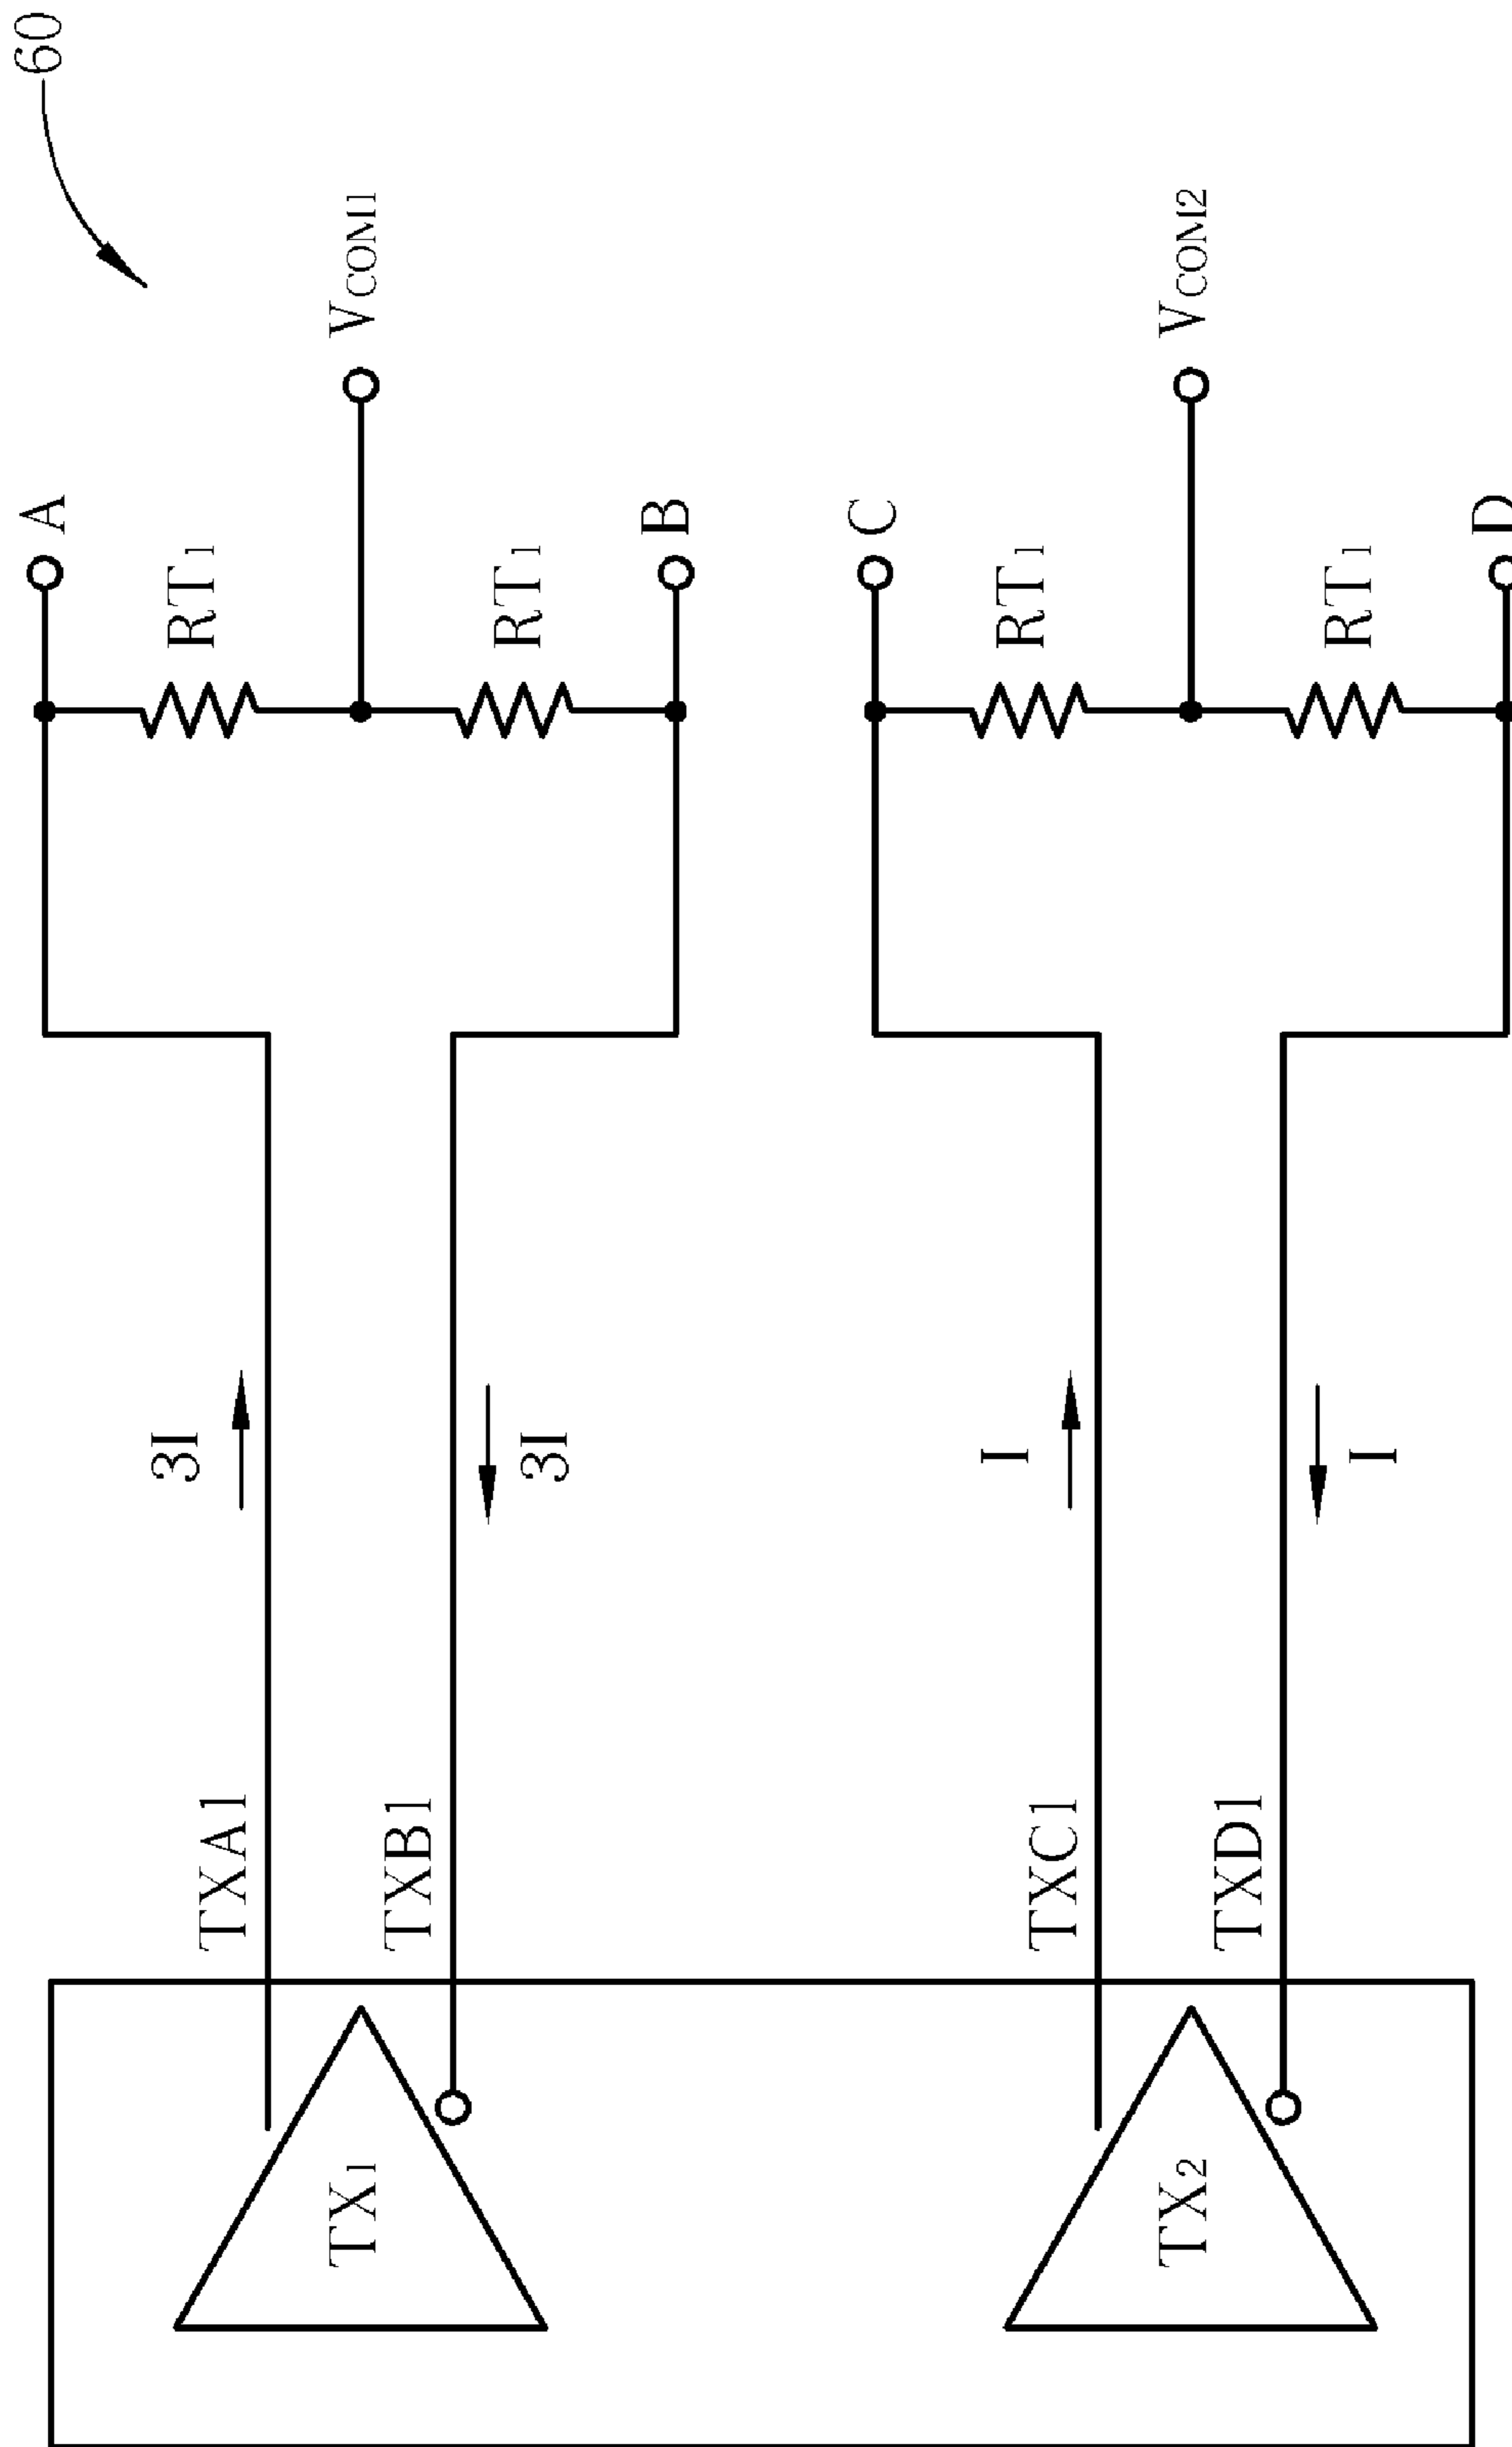 60
A
RT1
VCOM1
RT1
B
3I
3I
TXA1
TXB1
TX1
C
RT1
VCOM2
RT1
D
I
I
TXC1
TXD1
TX2